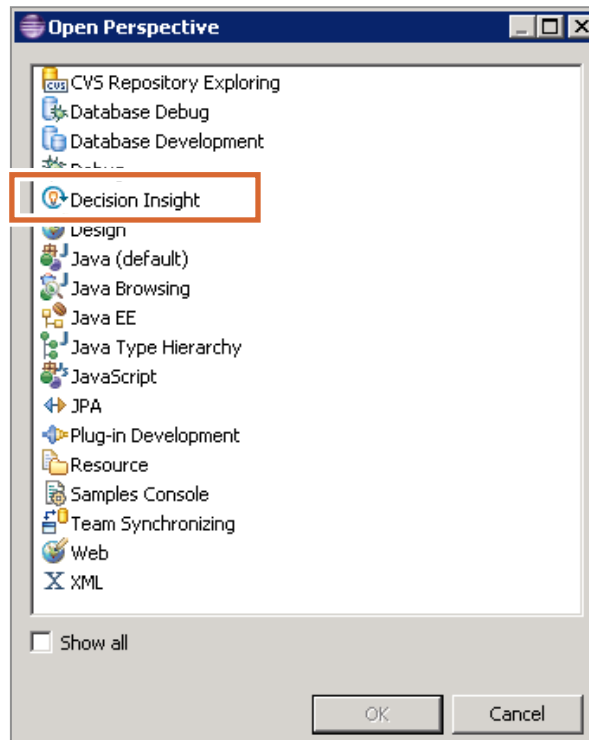 Open Perspective
CVS Repository Exploring
Database Debug
Database Development
Decision Insight
Design
Java (default)
Java Browsing
Java EE
Java Type Hierarchy
JavaScript
JPA
Plug-in Development
Resource
Samples Console
Team Synchronizing
Web
XML
Show all
OK
Cancel